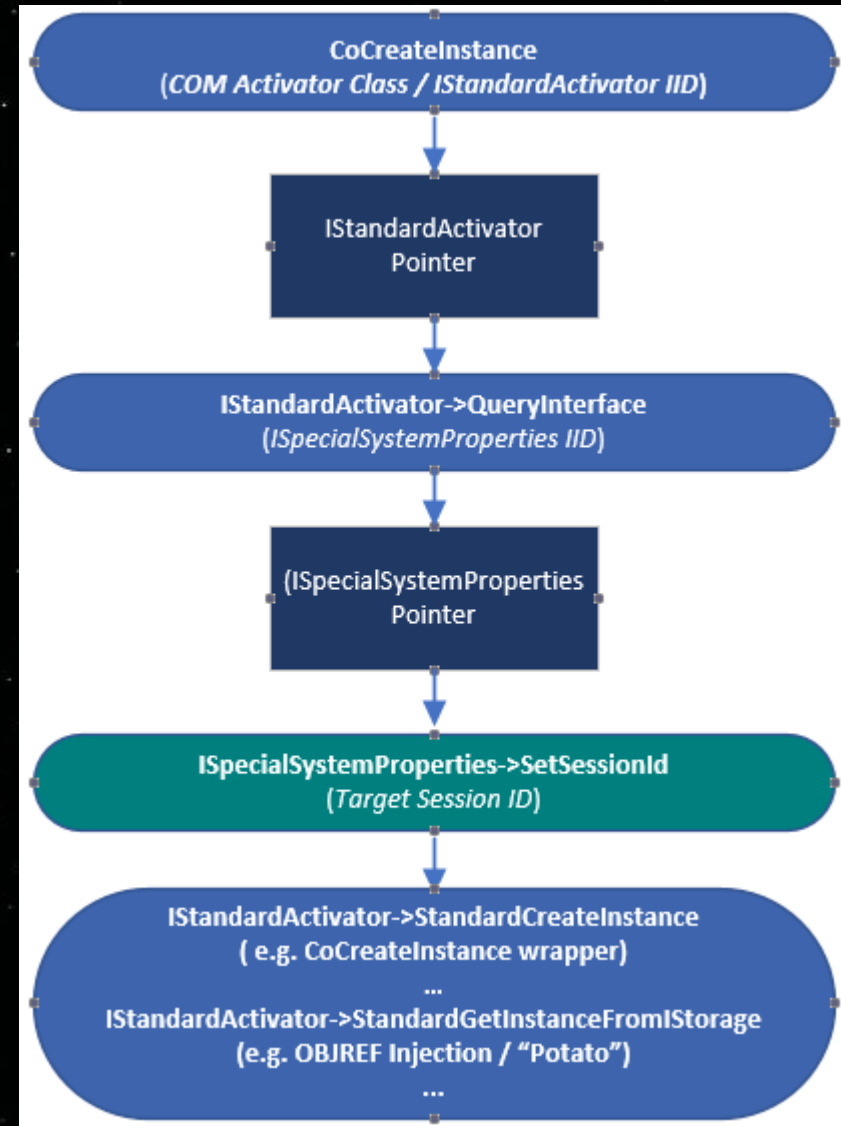 CoCreateInstance
(COM Activator Class / IStandardActivator IID)
IStandardActivator
Pointer
IStandardActivator->QueryInterface
(ISpecialSystemProperties IID)
(ISpecialSystemProperties
Pointer
ISpecialSystemProperties->SetSessionId
(Target Session ID)
IStandardActivator->StandardCreateInstance
( e.g. CoCreateInstance wrapper)
...
IStandardActivator->StandardGetInstanceFromIStorage
(e.g. OBJREF Injection / “Potato”)
...